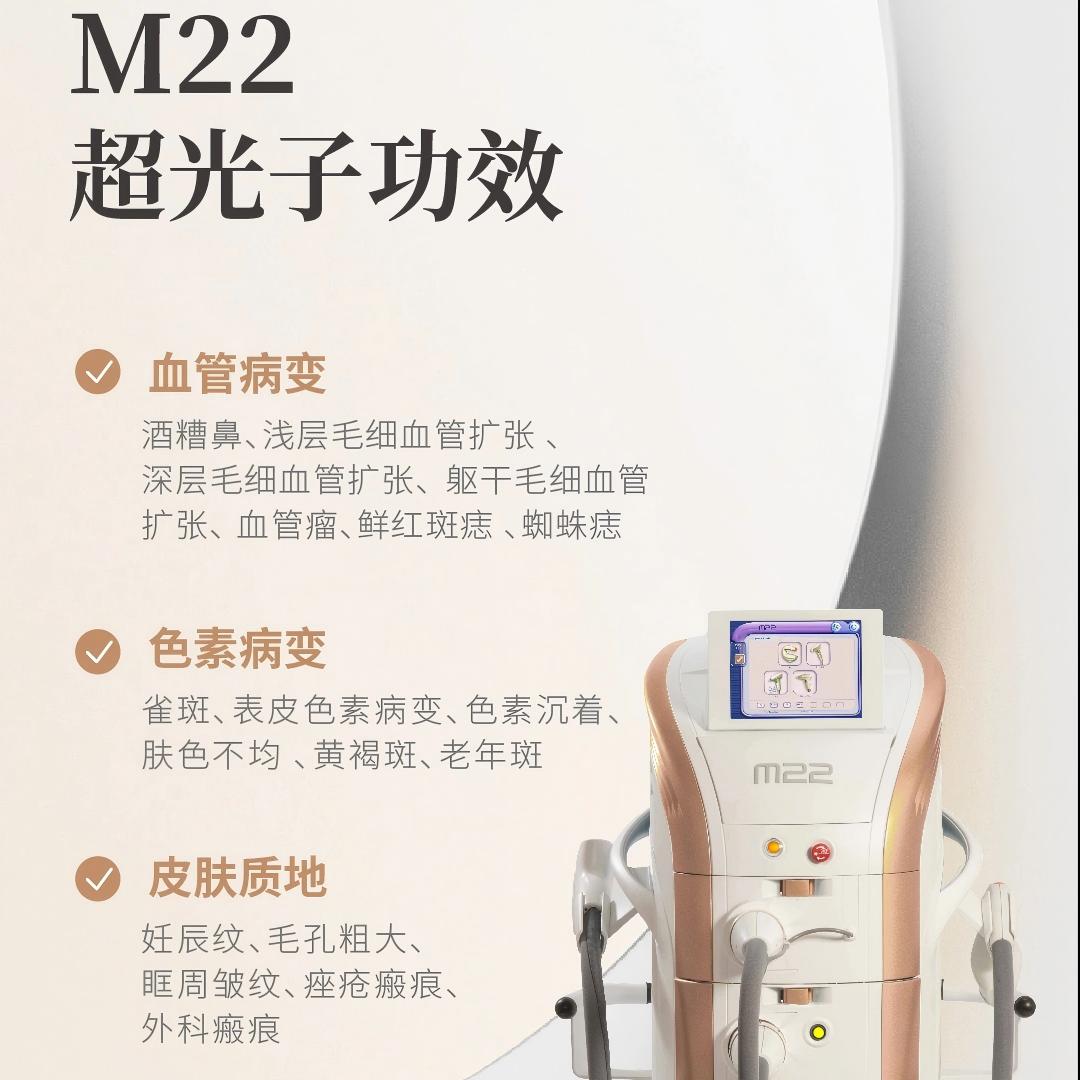 M22
超光子功效
血管病变
酒糟鼻、浅层毛细血管扩张 、
深层毛细血管扩张、躯干毛细血管
扩张、血管瘤、鲜红斑痣 、蜘蛛痣
色素病变
雀斑、表皮色素病变、色素沉着、
肤色不均 、黄褐斑、老年斑
皮肤质地
妊辰纹、毛孔粗大、
眶周皱纹、痤疮瘢痕、
外科瘢痕
m22
m22